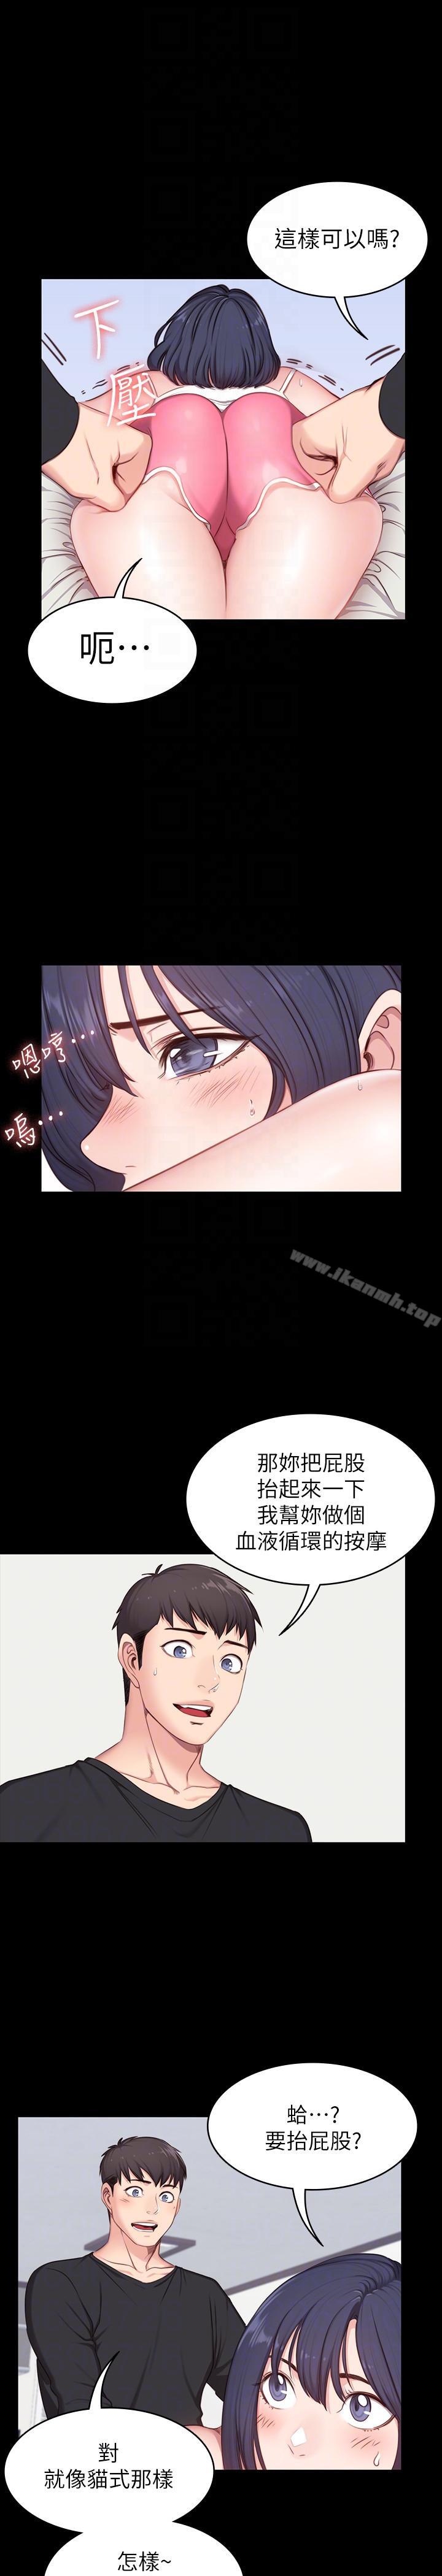 這樣可以嗎?
下
壓
呃⋯
嗯哼⋯
嗚⋯
www.ikanmh.top
那妳把屁股
抬起來一下
我幫妳做個
血液循環的按摩
蛤⋯?
要抬屁股?
對
就像貓式那樣
怎樣~